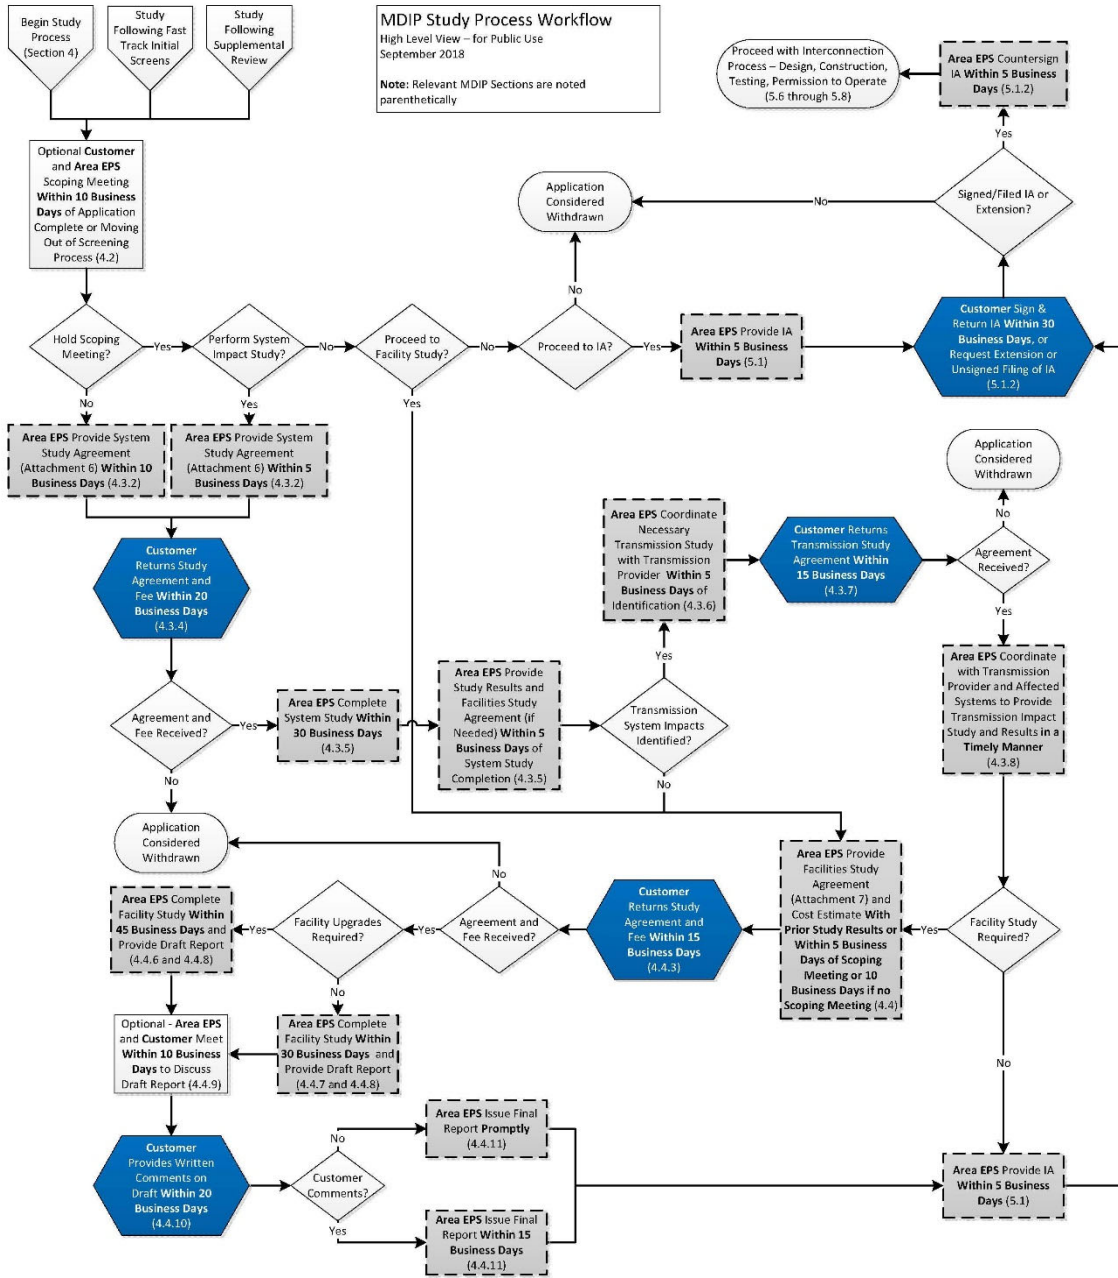 Begin Study
Process
(Section 4)
Study
Following Fast
Track Initial
Screens
Study
Following
Supplemental
Review
MDIP Study Process Workflow
High Level View – for Public Use
September 2018
Note: Relevant MDIP Sections are noted
parenthetically
Proceed with Interconnection
Process – Design, Construction,
Testing, Permission to Operate
(5.6 through 5.8)
Area EPS Countersign
IA Within 5 Business
Days (5.1.2)
Yes
Optional Customer
and Area EPS
Scoping Meeting
Within 10 Business
Days of Application
Complete or Moving
Out of Screening
Process (4.2)
Application
Considered
Withdrawn
No
Signed/Filed IA or
Extension?
No
Hold Scoping
Meeting?
Yes
Perform System
Impact Study?
No
Proceed to
Facility Study?
No
Proceed to IA?
Yes
Area EPS Provide IA
Within 5 Business
Days (5.1)
Customer Sign &
Return IA Within 30
Business Days, or
Request Extension or
Unsigned Filing of IA
(5.1.2)
No
Yes
Yes
Area EPS Provide System
Study Agreement
(Attachment 6) Within 10
Business Days (4.3.2)
Area EPS Provide System
Study Agreement
(Attachment 6) Within 5
Business Days (4.3.2)
Application
Considered
Withdrawn
No
Customer
Returns Study
Agreement and
Fee Within 20
Business Days
(4.3.4)
Area EPS Coordinate
Necessary
Transmission Study
with Transmission
Provider Within 5
Business Days of
Identification (4.3.6)
Customer Returns
Transmission Study
Agreement Within
15 Business Days
(4.3.7)
Agreement
Received?
Yes
Yes
Agreement and
Fee Received?
Yes
Area EPS Complete
System Study Within
30 Business Days
(4.3.5)
Area EPS Provide
Study Results and
Facilities Study
Agreement (if
Needed) Within 5
Business Days of
System Study
Completion (4.3.5)
Transmission
System Impacts
Identified?
Area EPS Coordinate
with Transmission
Provider and Affected
Systems to Provide
Transmission Impact
Study and Results in a
Timely Manner
(4.3.8)
No
No
Application
Considered
Withdrawn
No
Area EPS Complete
Facility Study Within
45 Business Days and
Provide Draft Report
(4.4.6 and 4.4.8)
Yes
Facility Upgrades
Required?
Yes
Agreement and
Fee Received?
Customer
Returns Study
Agreement and
Fee Within 15
Business Days
(4.4.3)
Area EPS Provide
Facilities Study
Agreement
(Attachment 7) and
Cost Estimate With
Prior Study Results or
Within 5 Business
Days of Scoping
Meeting or 10
Business Days if no
Scoping Meeting (4.4)
Yes
Facility Study
Required?
No
Optional - Area EPS
and Customer Meet
Within 10 Business
Days to Discuss
Draft Report (4.4.9)
Area EPS Complete
Facility Study Within
30 Business Days and
Provide Draft Report
(4.4.7 and 4.4.8)
No
Customer
Provides Written
Comments on
Draft Within 20
Business Days
(4.4.10)
Customer
Comments?
No
Area EPS Issue Final
Report Promptly
(4.4.11)
Yes
Area EPS Issue Final
Report Within 15
Business Days
(4.4.11)
Area EPS Provide IA
Within 5 Business
Days (5.1)